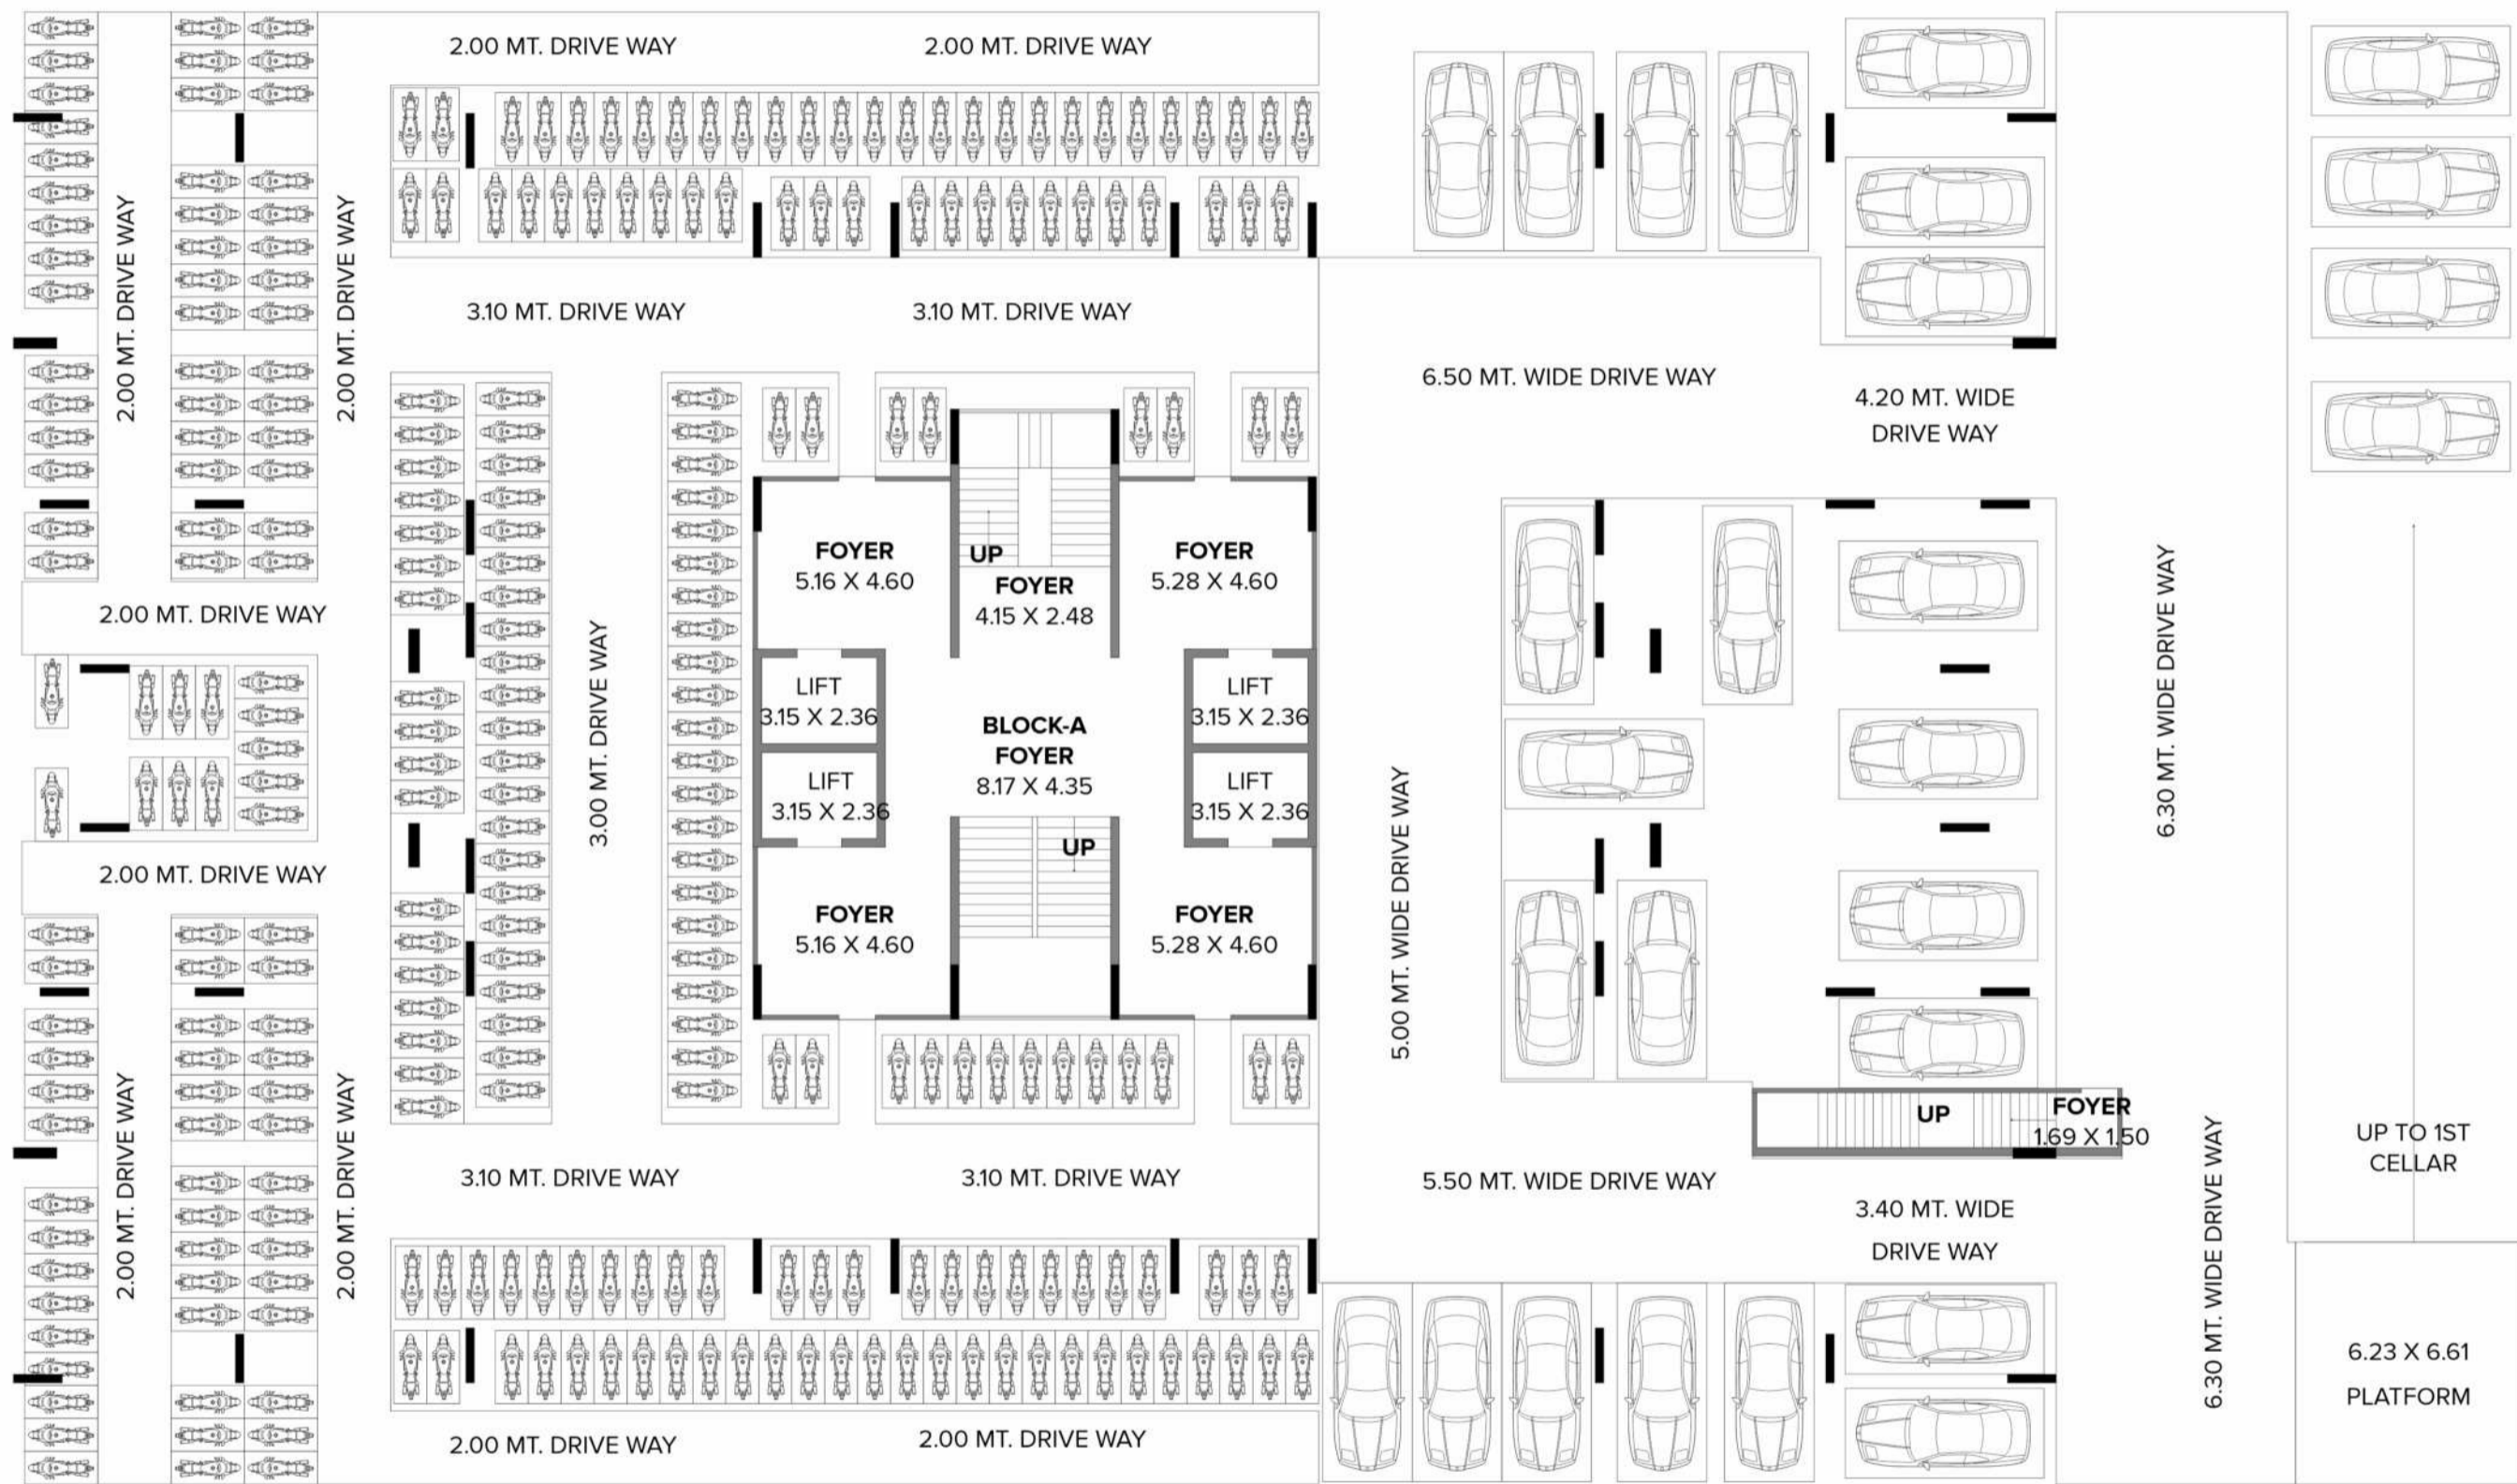 2.00 MT. DRIVE WAY
2.00 MT. DRIVE WAY
2.00 MT. DRIVE WAY
2.00 MT. DRIVE WAY
3.10 MT. DRIVE WAY
3.10 MT. DRIVE WAY
6.50 MT. WIDE DRIVE WAY
4.20 MT. WIDE
DRIVE WAY
2.00 MT. DRIVE WAY
3.00 MT. DRIVE WAY
FOYER
5.16 X 4.60
UP
FOYER
4.15 X 2.48
FOYER
5.28 X 4.60
LIFT
3.15 X 2.36
LIFT
3.15 X 2.36
BLOCK-A
FOYER
8.17 X 4.35
LIFT
3.15 X 2.36
LIFT
3.15 X 2.36
UP
2.00 MT. DRIVE WAY
FOYER
5.16 X 4.60
FOYER
5.28 X 4.60
5.00 MT. WIDE DRIVE WAY
6.30 MT. WIDE DRIVE WAY
UP
FOYER
1.69 X 1.50
UP TO 1ST
CELLAR
2.00 MT. DRIVE WAY
2.00 MT. DRIVE WAY
3.10 MT. DRIVE WAY
3.10 MT. DRIVE WAY
5.50 MT. WIDE DRIVE WAY
3.40 MT. WIDE
DRIVE WAY
6.30 MT. WIDE DRIVE WAY
6.23 X 6.61
PLATFORM
2.00 MT. DRIVE WAY
2.00 MT. DRIVE WAY